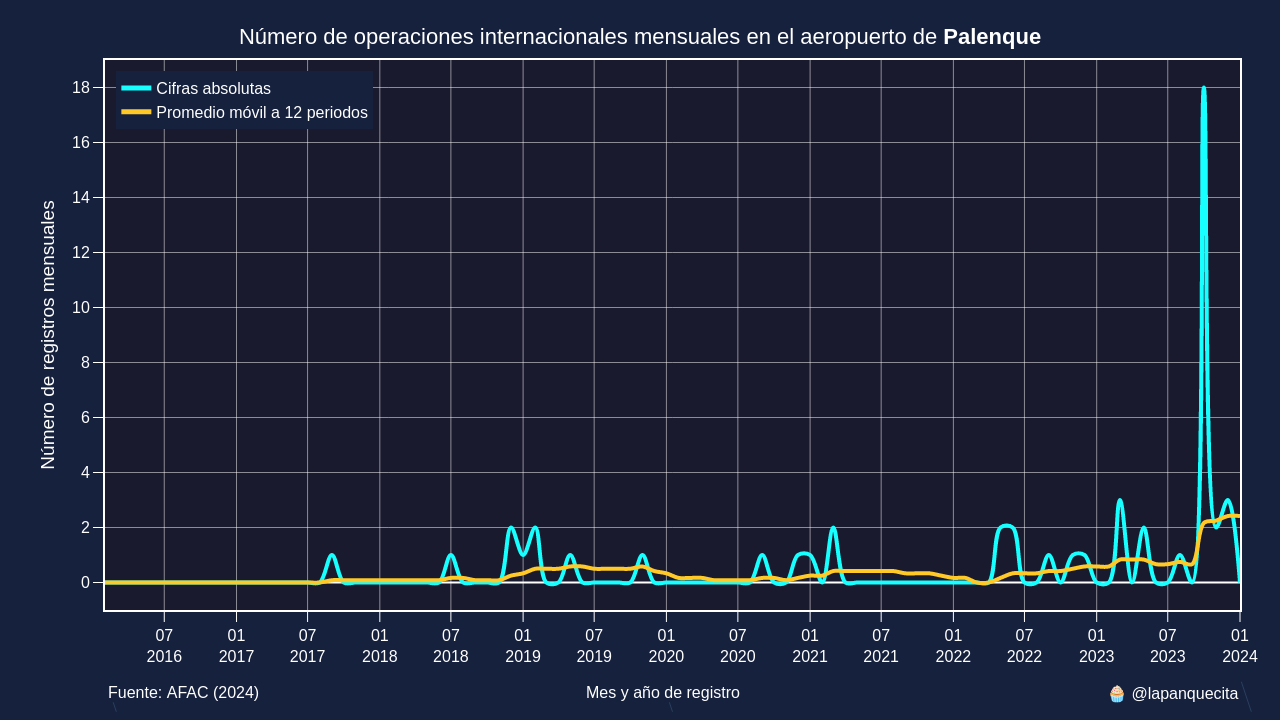 Número de operaciones internacionales mensuales en el aeropuerto de Palenque
Cifras absolutas
Promedio móvil a 12 periodos
Número de registros mensuales
18
16
14
12
10
8
6
4
2
0
07 01 07 01 07 01 07 01 07 01 07 01 07 01 07 01
2016 2017 2017 2018 2018 2019 2019 2020 2020 2021 2021 2022 2022 2023 2023 2024
Fuente: AFAC (2024)
Mes y año de registro
🧁 @lapanquecita